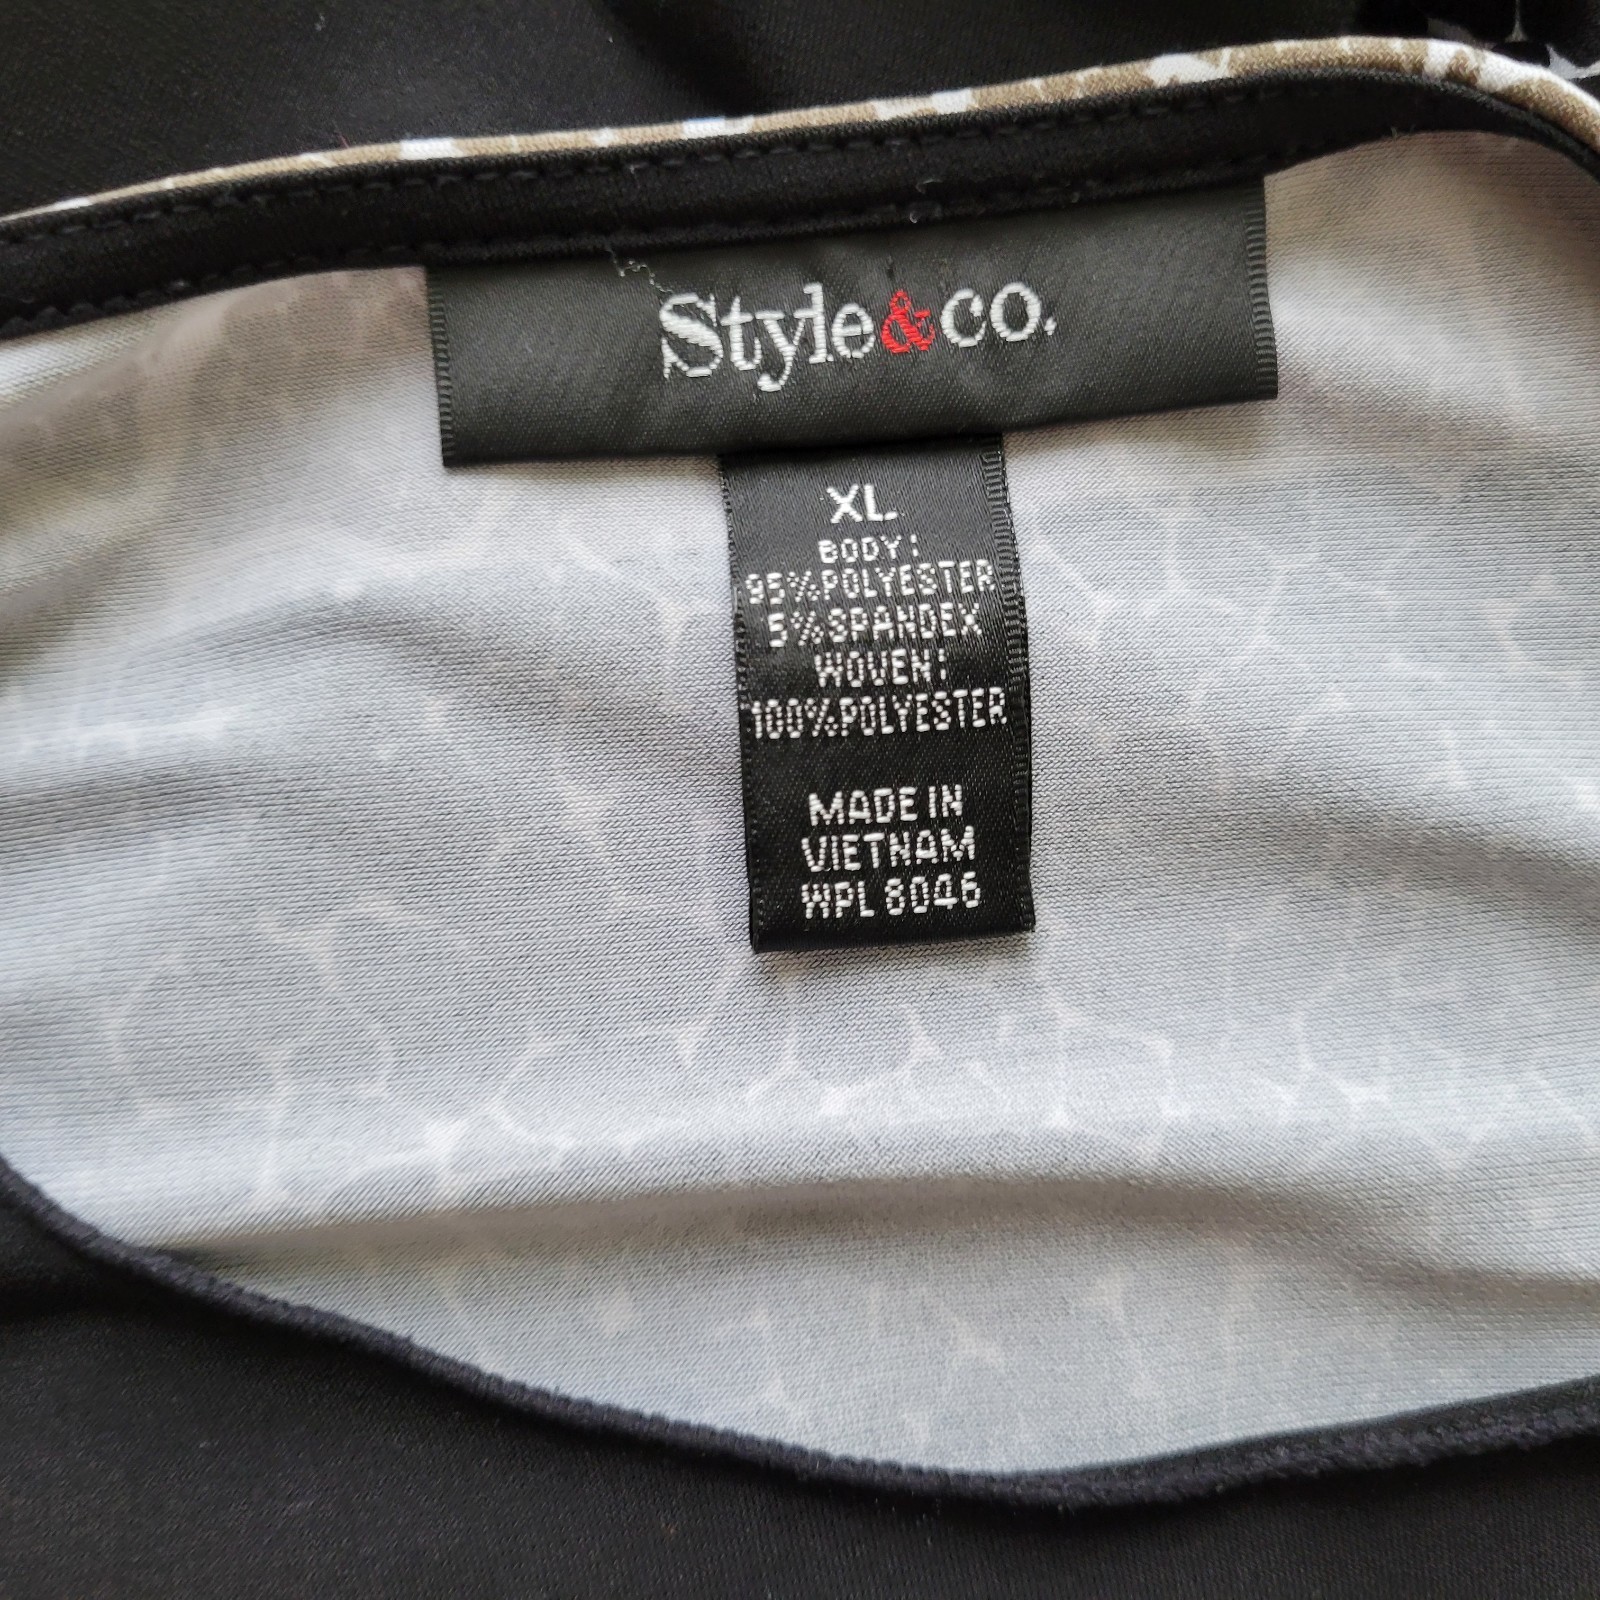 Style&co.
XL
BODY:
95%POLYESTER
5%SPANDEX
WOVEN:
100%POLYESTER
MADE IN
VIETNAM
WPL 8046